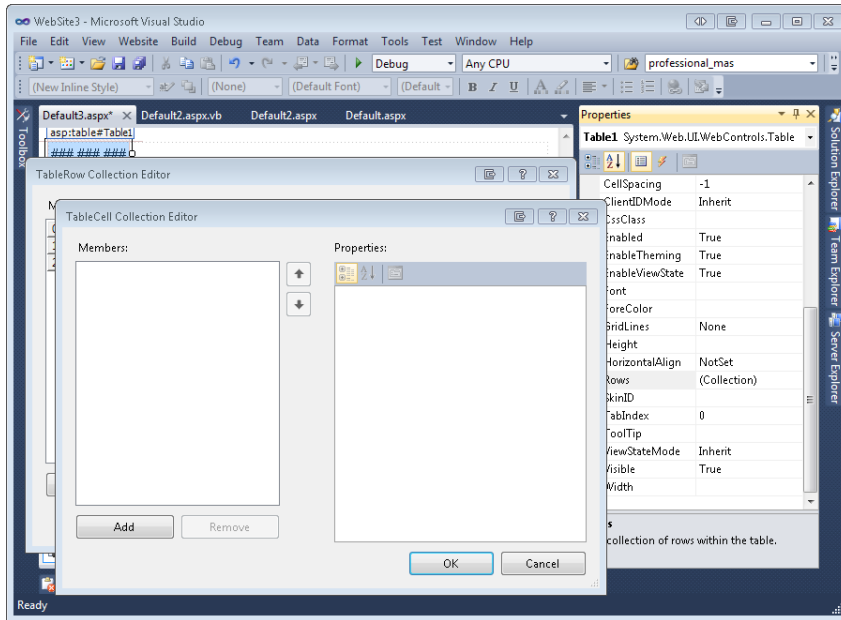 WebSite3 - Microsoft Visual Studio
File Edit View Website Build Debug Team Data Format Tools Test Window Help
Debug Any CPU professional_mas
(New Inline Style) (None) (Default Font) (Default B I U A
Default3.aspx* Default2.aspx.vb Default2.aspx Default.aspx
asp:table#Table1
### ### ###
Toolbox
TableRow Collection Editor
TableCell Collection Editor
Members:
Properties:
Add Remove
OK Cancel
Properties
Table1 System.Web.UI.WebControls.Table
CellSpacing -1
ClientIDMode Inherit
CssClass
Enabled True
EnableTheming True
EnableViewState True
Font
ForeColor
GridLines None
Height
HorizontalAlign NotSet
Rows (Collection)
SkinID
TabIndex 0
ToolTip
ViewStateMode Inherit
Visible True
Width
s
collection of rows within the table.
Solution Explorer
Team Explorer
Server Explorer
Ready